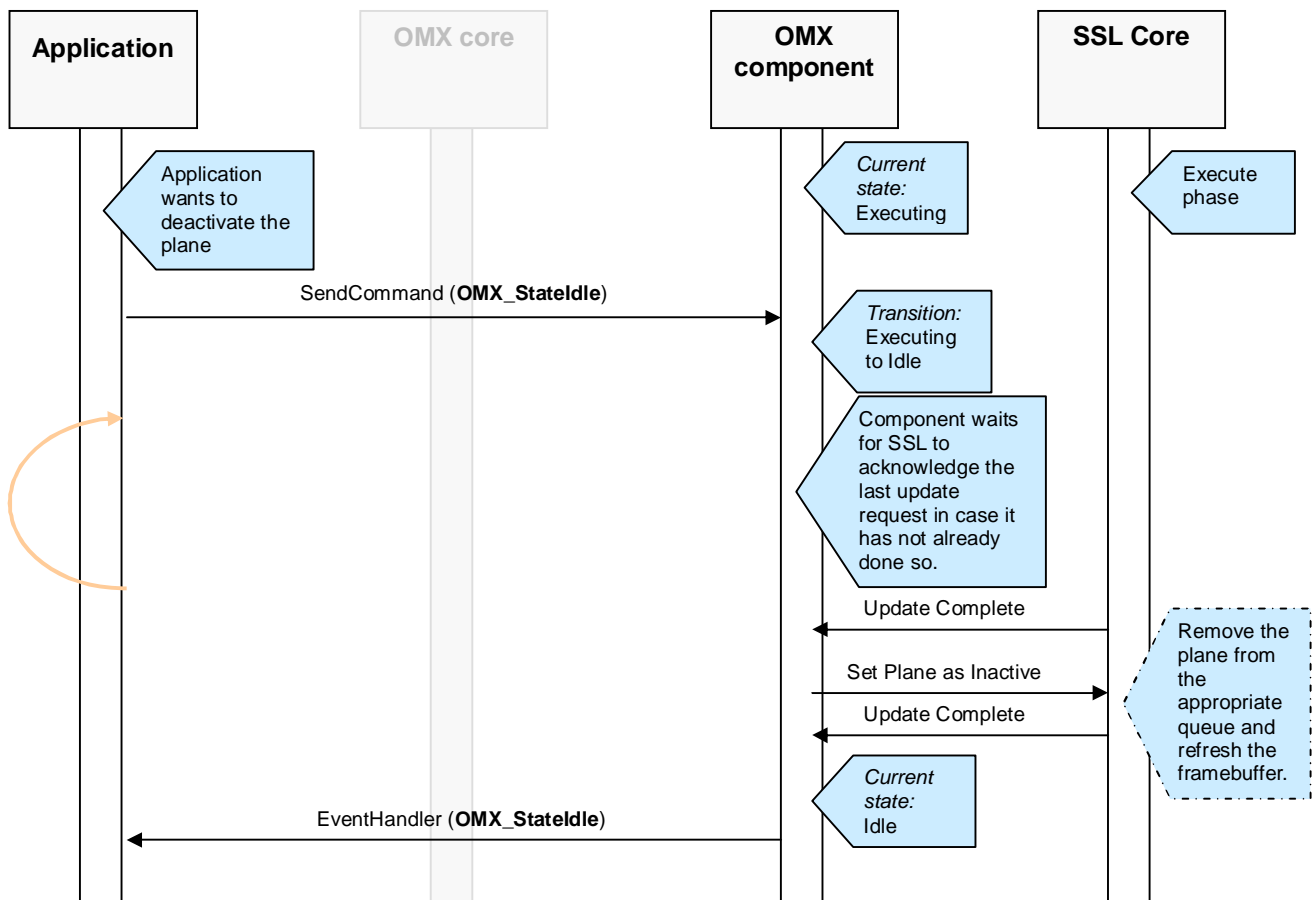 Application
OMX core
OMX
component
SSL Core
Application
wants to
deactivate the
plane
Current
state:
Executing
Execute
phase
SendCommand (OMX_StateIdle)
Transition:
Executing
to Idle
Component waits
for SSL to
acknowledge the
last update
request in case it
has not already
done so.
Update Complete
Set Plane as Inactive
Update Complete
Remove the
plane from
the
appropriate
queue and
refresh the
framebuffer.
Current
state:
Idle
EventHandler (OMX_StateIdle)